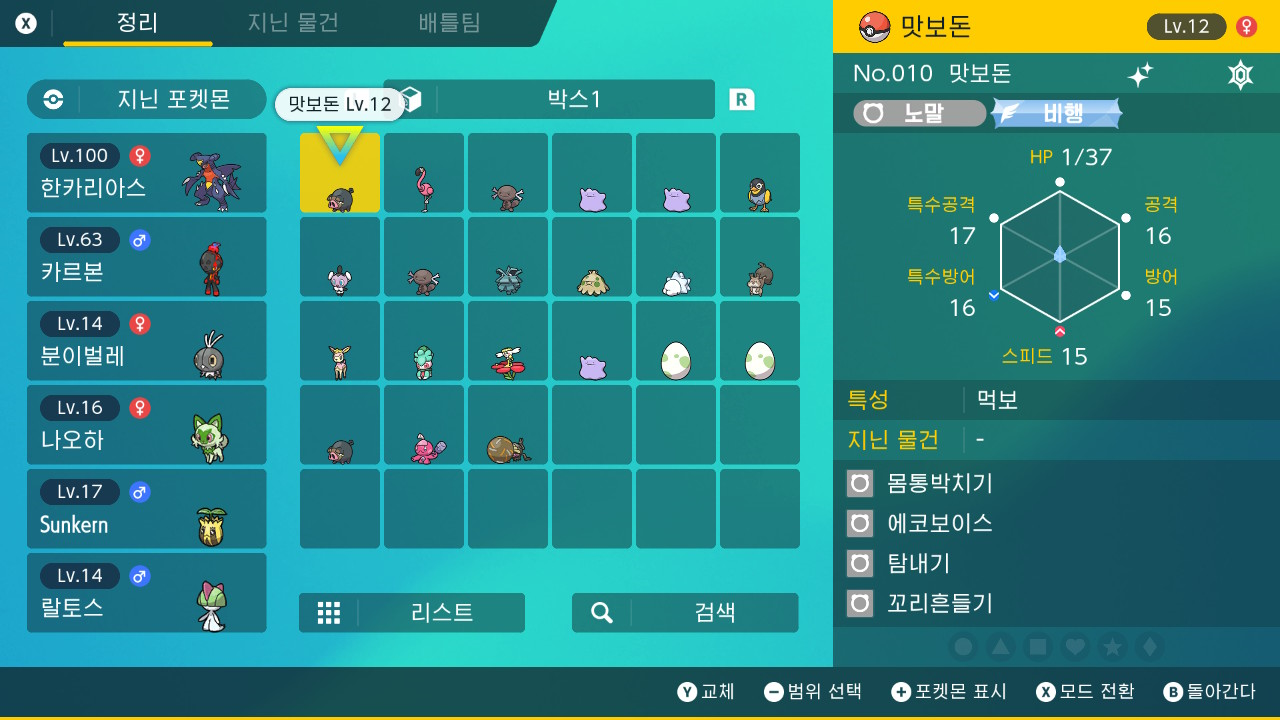 X 정리 지닌 물건 배틀팀
지닌 포켓몬
맛보돈 Lv.12
박스1 R
Lv.100
한카리아스
Lv.63
카르본
Lv.14
분이벌레
Lv.16
나오하
Lv.17
Sunkern
Lv.14
랄토스
리스트
검색
맛보돈 Lv.12
No.010 맛보돈
노말 비행
HP 1/37
특수공격 공격
17 16
특수방어 방어
16 15
스피드 15
특성 먹보
지닌 물건 -
몸통박치기
에코보이스
탐내기
꼬리흔들기
Y 교체 범위 선택 포켓몬 표시 X 모드 전환 B 돌아간다